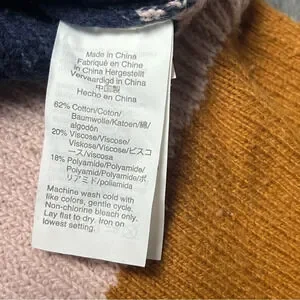 Made in China
Fabriqué en Chine
in China Hergestellt
Vervaardigd in China
中国製
Hecho en China
62% Cotton/Coton/
Baumwolle/Katoen/綿/
algodón
20% Viscose/Viscose/
Viskose/Viscose/ビスコ
ース/viscosa
18% Polyamide/Polyamide/
Polyamid/Polyamide/ポ
リアミド/poliamida
Machine wash cold with
like colors, gentle cycle.
Non-chlorine bleach only.
Lay flat to dry. Iron on
lowest setting.